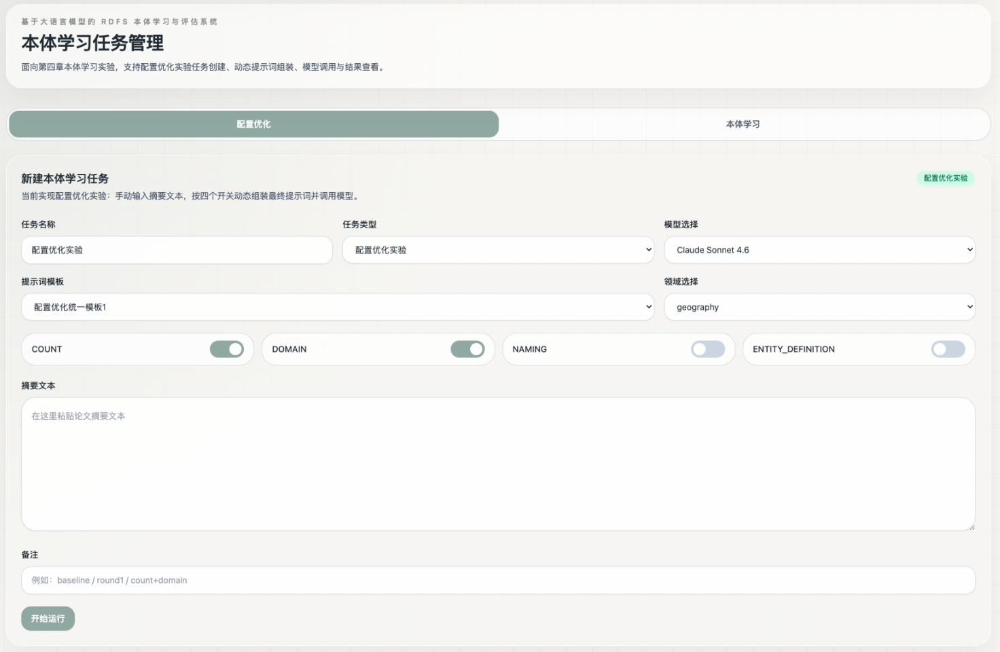 基于大语言模型的 RDFS 本体学习与评估系统
本体学习任务管理
面向第四章本体学习实验，支持配置优化实验任务创建、动态提示词组装、模型调用与结果查看。
配置优化
本体学习
新建本体学习任务
配置优化实验
当前实现配置优化实验：手动输入摘要文本，按四个开关动态组装最终提示词并调用模型。
任务名称
任务类型
模型选择
配置优化实验
配置优化实验
Claude Sonnet 4.6
提示词模板
领域选择
配置优化统一模板1
geography
COUNT
DOMAIN
NAMING
ENTITY_DEFINITION
摘要文本
在这里粘贴论文摘要文本
备注
例如：baseline / round1 / count+domain
开始运行